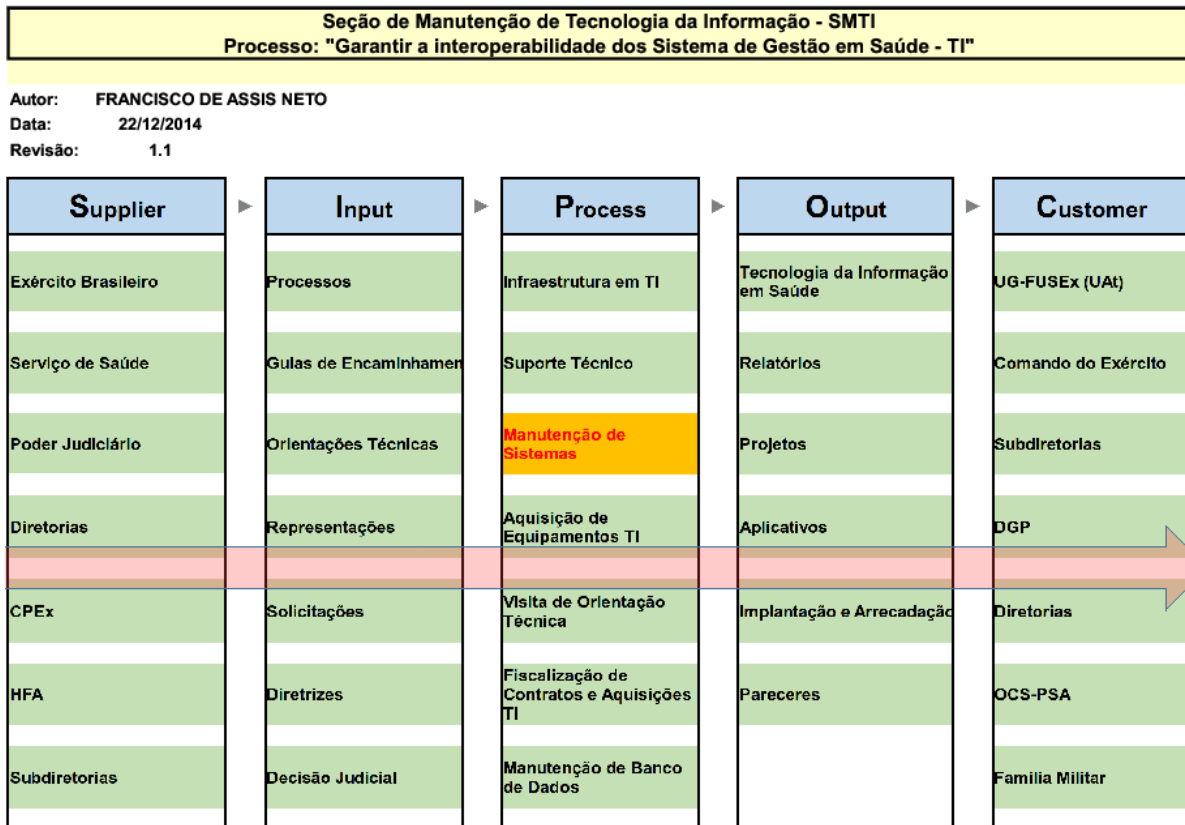 Seção de Manutenção de Tecnologia da Informação - SMTI
Processo: "Garantir a interoperabilidade dos Sistema de Gestão em Saúde - TI"
Autor: FRANCISCO DE ASSIS NETO
Data: 22/12/2014
Revisão: 1.1
Supplier
Exército Brasileiro
Serviço de Saúde
Poder Judiciário
Diretorias
CPEx
HFA
Subdiretorias
Input
Processos
Guias de Encaminhamen
Orientações Técnicas
Representações
Solicitações
Diretrizes
Decisão Judicial
Process
Infraestrutura em TI
Suporte Técnico
Manutenção de
Sistemas
Aquisição de
Equipamentos TI
Visita de Orientação
Técnica
Fiscalização de
Contratos e Aquisições
TI
Manutenção de Banco
de Dados
Output
Tecnologia da Informação
em Saúde
Relatórios
Projetos
Aplicativos
Implantação e Arrecadação
Pareceres
Customer
UG-FUSEx (UAt)
Comando do Exército
Subdiretorias
DGP
Diretorias
OCS-PSA
Família Militar